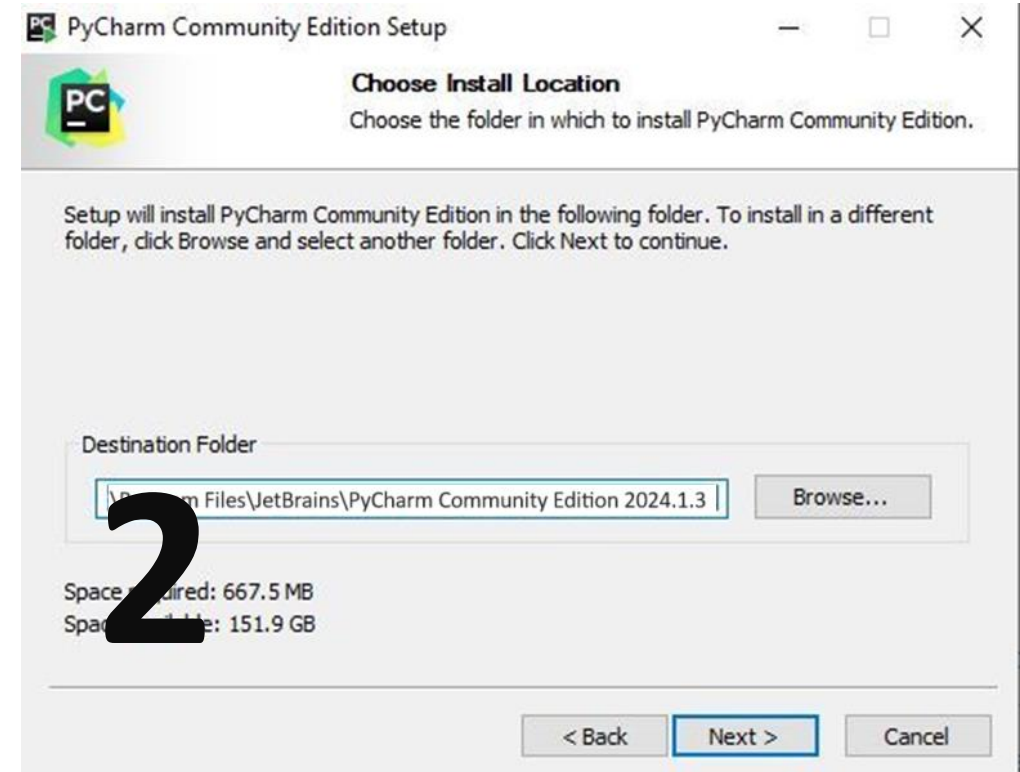 PC PyCharm Community Edition Setup
PC
Choose Install Location
Choose the folder in which to install PyCharm Community Edition.
Setup will install PyCharm Community Edition in the following folder. To install in a different
folder, click Browse and select another folder. Click Next to continue.
Destination Folder
Files\JetBrains\PyCharm Community Edition 2024.1.3
Browse...
2
Space required: 667.5 MB
151.9 GB
< Back
Next >
Cancel